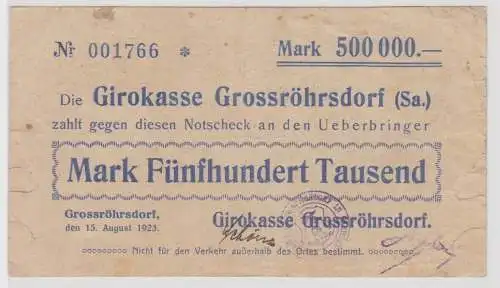 № 001766 * Mark 500 000.—
Die Girokasse Grossröhrsdorf (Sa.)
zahlt gegen diesen Notscheck an den Ueberbringer
Mark Fünfhundert Tausend
Grossröhrsdorf,
den 15. August 1923.
Girokasse Grossröhrsdorf.
Nicht für den Verkehr außerhalb des Ortes bestimmt.